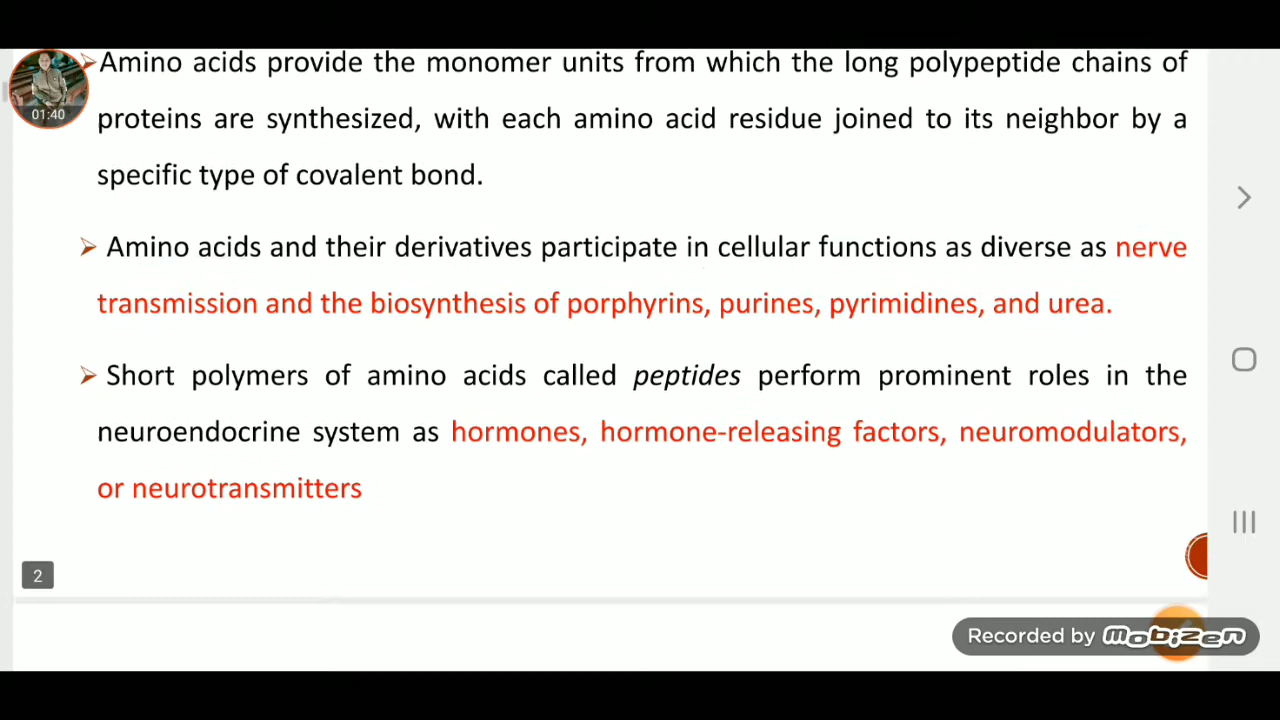 Amino acids provide the monomer units from which the long polypeptide chains of
01:40
proteins are synthesized, with each amino acid residue joined to its neighbor by a
specific type of covalent bond.
Amino acids and their derivatives participate in cellular functions as diverse as nerve
transmission and the biosynthesis of porphyrins, purines, pyrimidines, and urea.
Short polymers of amino acids called peptides perform prominent roles in the
neuroendocrine system as hormones, hormone-releasing factors, neuromodulators,
or neurotransmitters
2
Recorded by mobizen